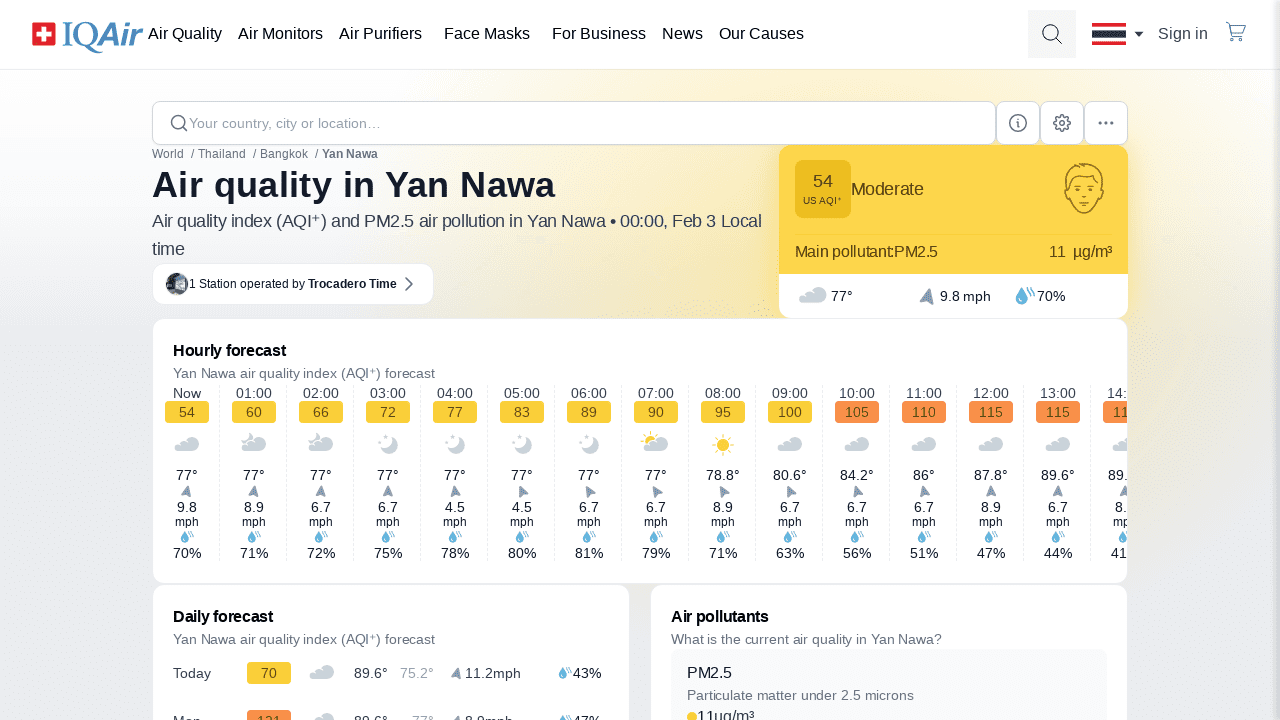 IQAir
Air Quality Air Monitors Air Purifiers Face Masks For Business News Our Causes Sign in
Your country, city or location…
World / Thailand / Bangkok / Yan Nawa
Air quality in Yan Nawa
Air quality index (AQI⁺) and PM2.5 air pollution in Yan Nawa • 00:00, Feb 3 Local
time
1 Station operated by Trocadero Time
54
US AQI⁺
Moderate
Main pollutant:PM2.5 11 µg/m³
77° 9.8 mph 70%
Hourly forecast
Yan Nawa air quality index (AQI⁺) forecast
Now 01:00 02:00 03:00 04:00 05:00 06:00 07:00 08:00 09:00 10:00 11:00 12:00 13:00 14:
54 60 66 72 77 83 89 90 95 100 105 110 115 115 11
77° 77° 77° 77° 77° 77° 77° 77° 78.8° 80.6° 84.2° 86° 87.8° 89.6° 89.
9.8 8.9 6.7 6.7 4.5 4.5 6.7 6.7 8.9 6.7 6.7 6.7 8.9 6.7 8.
mph mph mph mph mph mph mph mph mph mph mph mph mph mph mp
70% 71% 72% 75% 78% 80% 81% 79% 71% 63% 56% 51% 47% 44% 41
Daily forecast
Yan Nawa air quality index (AQI⁺) forecast
Today 70 89.6° 75.2° 11.2mph 43%
Mon 121 89.6° 77° 8.9mph 47%
Air pollutants
What is the current air quality in Yan Nawa?
PM2.5
Particulate matter under 2.5 microns
11µg/m³